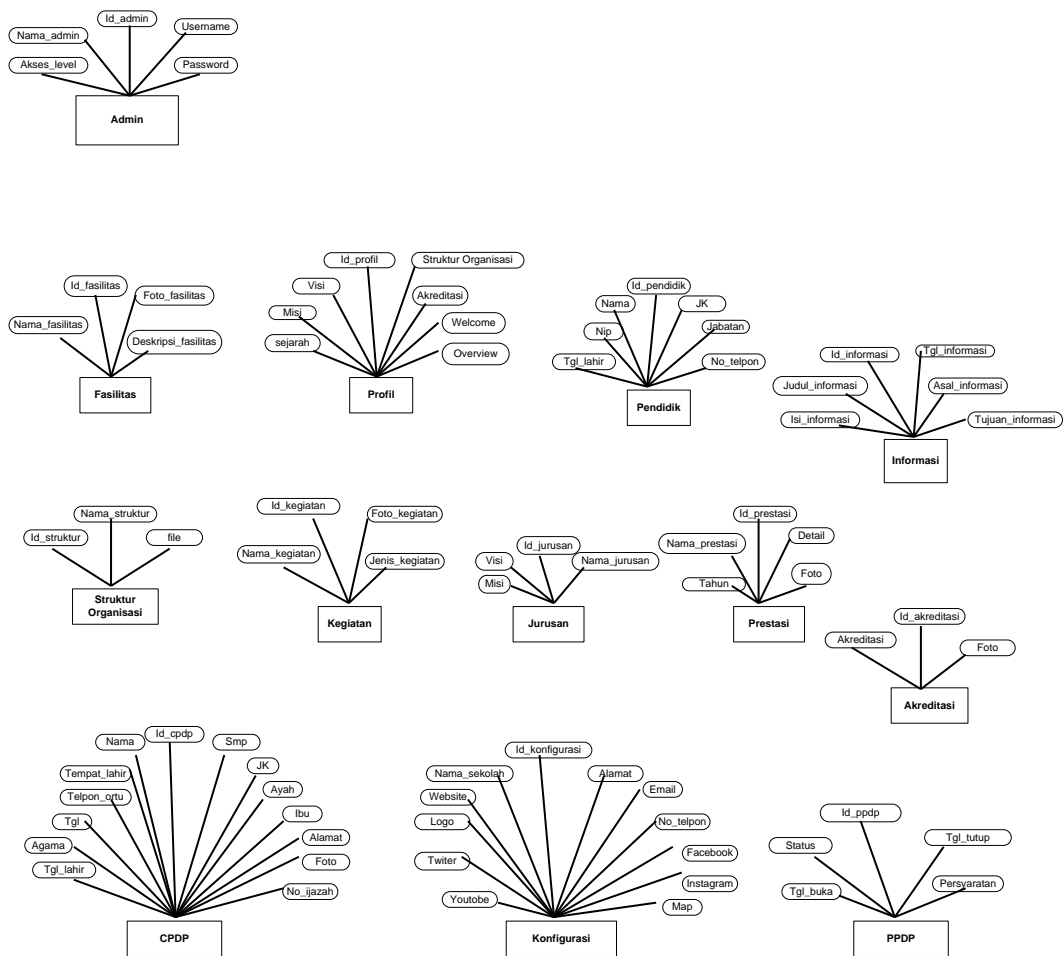 Id_admin
Nama_admin
Username
Akses_level
Password
Admin
Id_fasilitas
Foto_fasilitas
Nama_fasilitas
Deskripsi_fasilitas
Fasilitas
Id_profil
Struktur Organisasi
Visi
Akreditasi
Misi
Welcome
sejarah
Overview
Profil
Id_pendidik
Nama
JK
Nip
Jabatan
Tgl_lahir
No_telpon
Pendidik
Id_informasi
Tgl_informasi
Judul_informasi
Asal_informasi
Isi_informasi
Tujuan_informasi
Informasi
Nama_struktur
Id_struktur
file
Struktur
Organisasi
Id_kegiatan
Foto_kegiatan
Nama_kegiatan
Jenis_kegiatan
Kegiatan
Id_jurusan
Visi
Nama_jurusan
Misi
Jurusan
Id_prestasi
Nama_prestasi
Detail
Tahun
Foto
Prestasi
Id_akreditasi
Akreditasi
Foto
Akreditasi
Id_cpdp
Nama
Smp
Tempat_lahir
JK
Telpon_ortu
Ayah
Tgl
Ibu
Agama
Alamat
Tgl_lahir
Foto
No_ijazah
CPDP
Id_konfigurasi
Nama_sekolah
Alamat
Website
Email
Logo
No_telpon
Twiter
Facebook
Youtobe
Instagram
Map
Konfigurasi
Id_ppdp
Status
Tgl_tutup
Tgl_buka
Persyaratan
PPDP